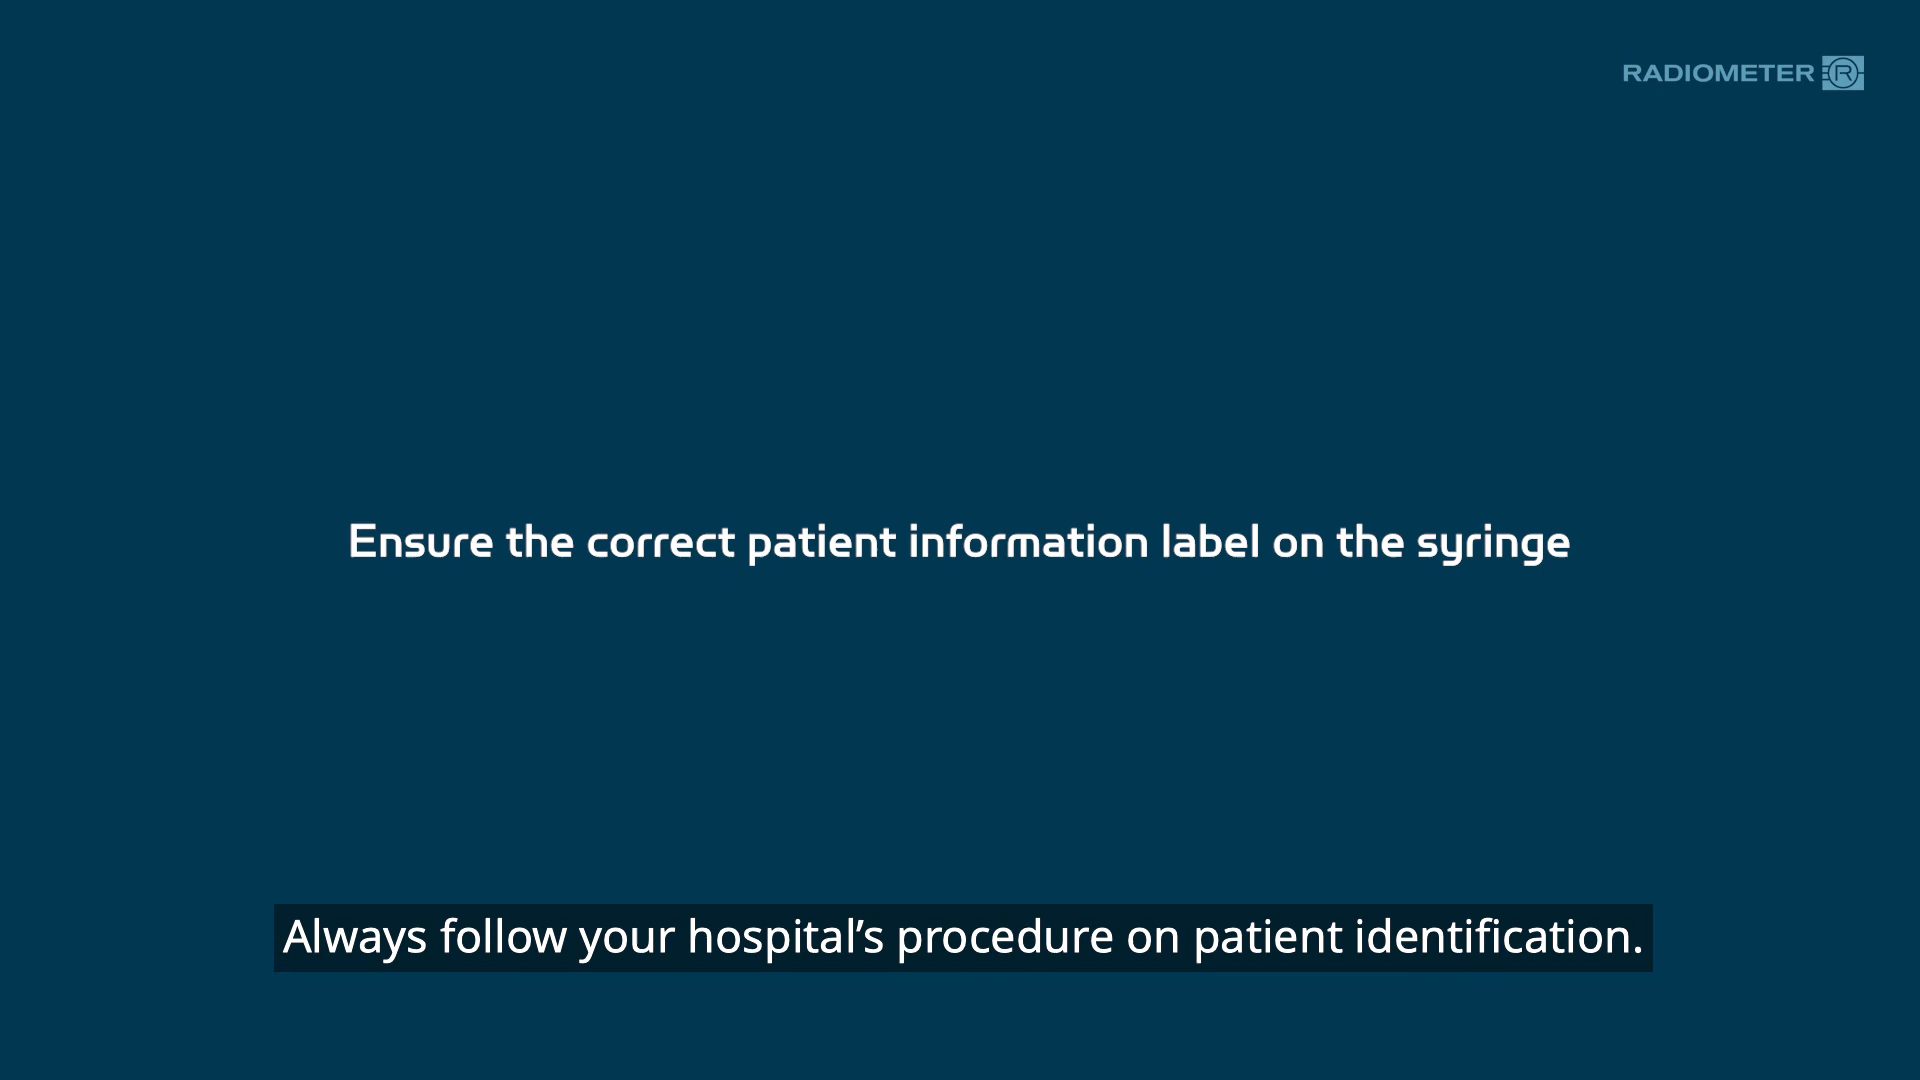 RADIOMETER
Ensure the correct patient information label on the syringe
Always follow your hospital’s procedure on patient identification.